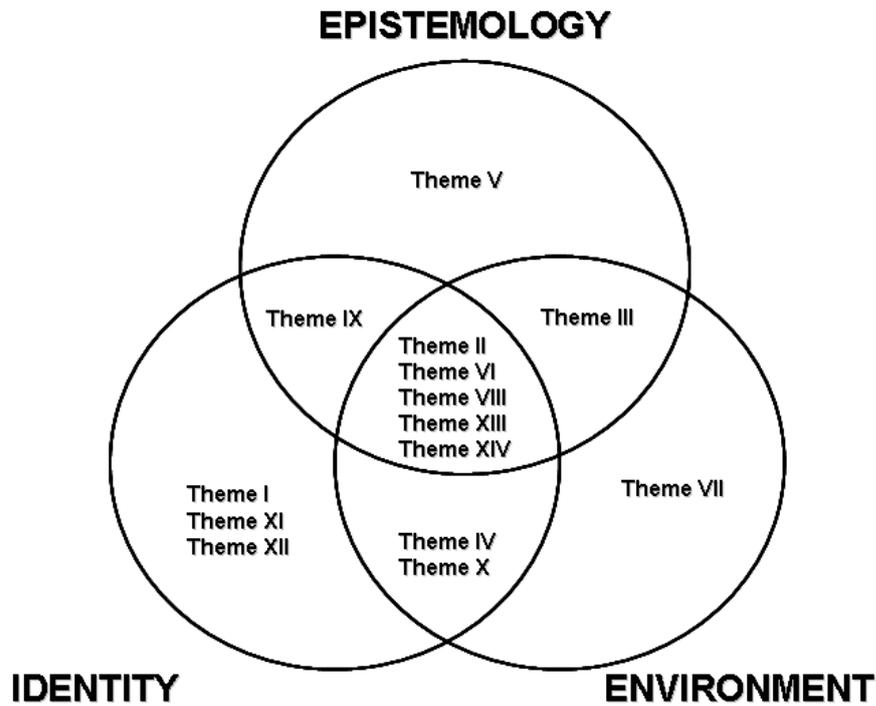 EPISTEMOLOGY
Theme V
Theme IX
Theme III
Theme II
Theme VI
Theme VIII
Theme XIII
Theme XIV
Theme I
Theme XI
Theme XII
Theme VII
Theme IV
Theme X
IDENTITY
ENVIRONMENT